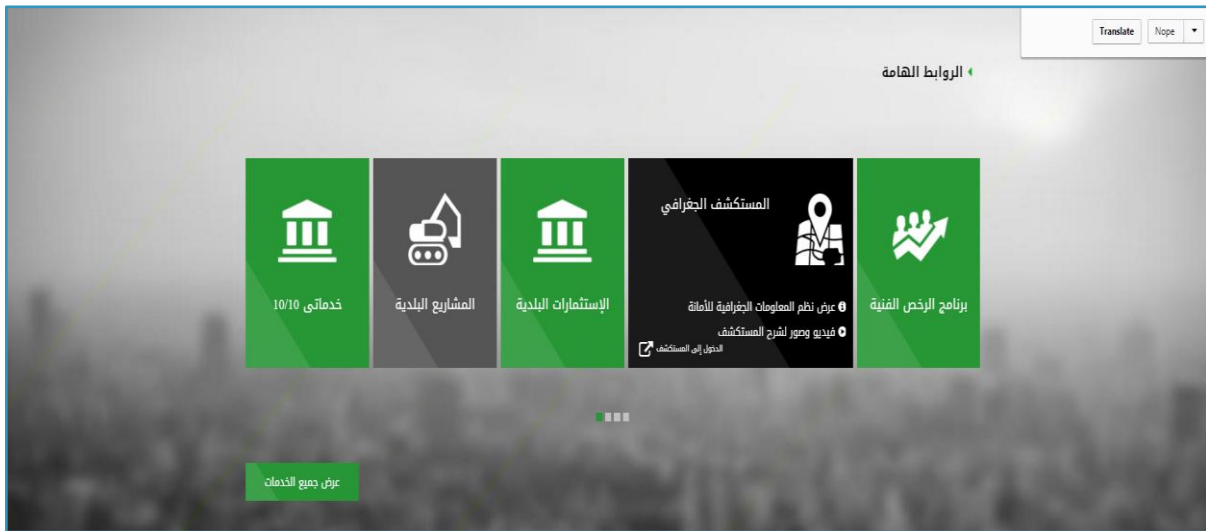 Translate
Nope
الروابط الهامة
برنامج الرخص الفنية
المستكشف الجغرافي
عرض نظم المعلومات الجغرافية للأمانة
فيديو وصور لشرح المستكشف
الدخول إلى المستكشف
الإستثمارات البلدية
المشاريع البلدية
خدماتى 10/10
عرض جميع الخدمات